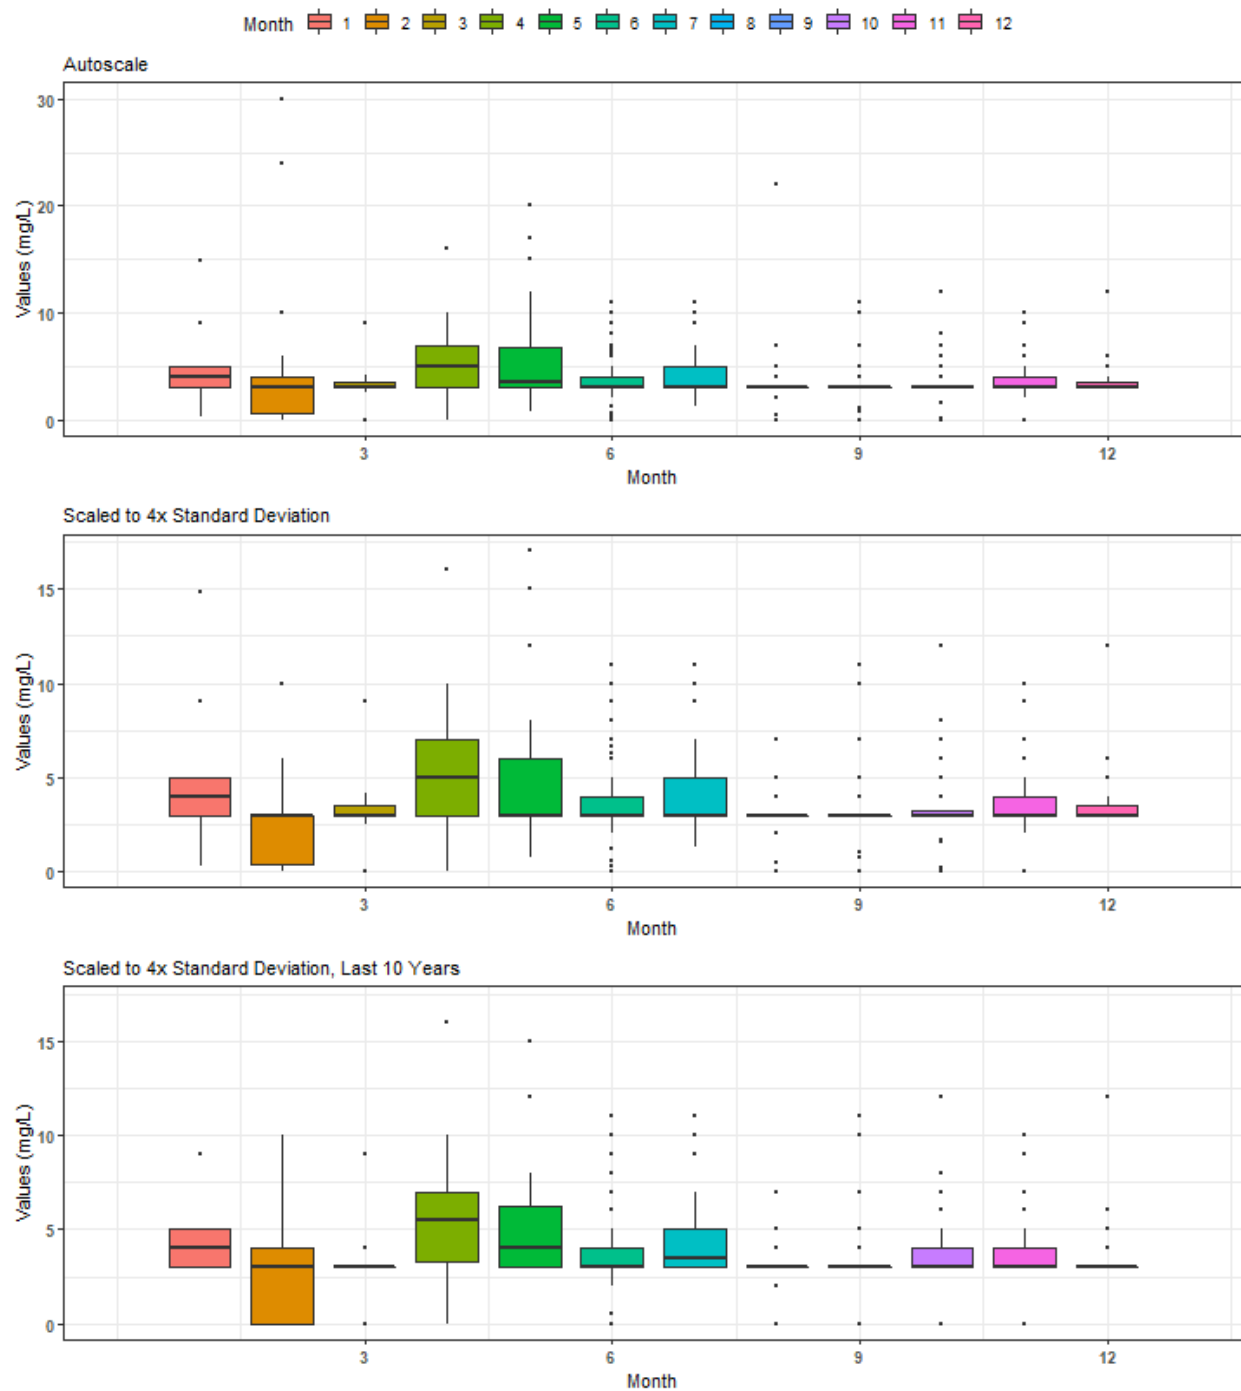 Month 1 2 3 4 5 6 7 8 9 10 11 12
Autoscale
Values (mg/L)
30
20
10
0
3 6 9 12
Month
Scaled to 4x Standard Deviation
Values (mg/L)
15
10
5
0
3 6 9 12
Month
Scaled to 4x Standard Deviation, Last 10 Years
Values (mg/L)
15
10
5
0
3 6 9 12
Month